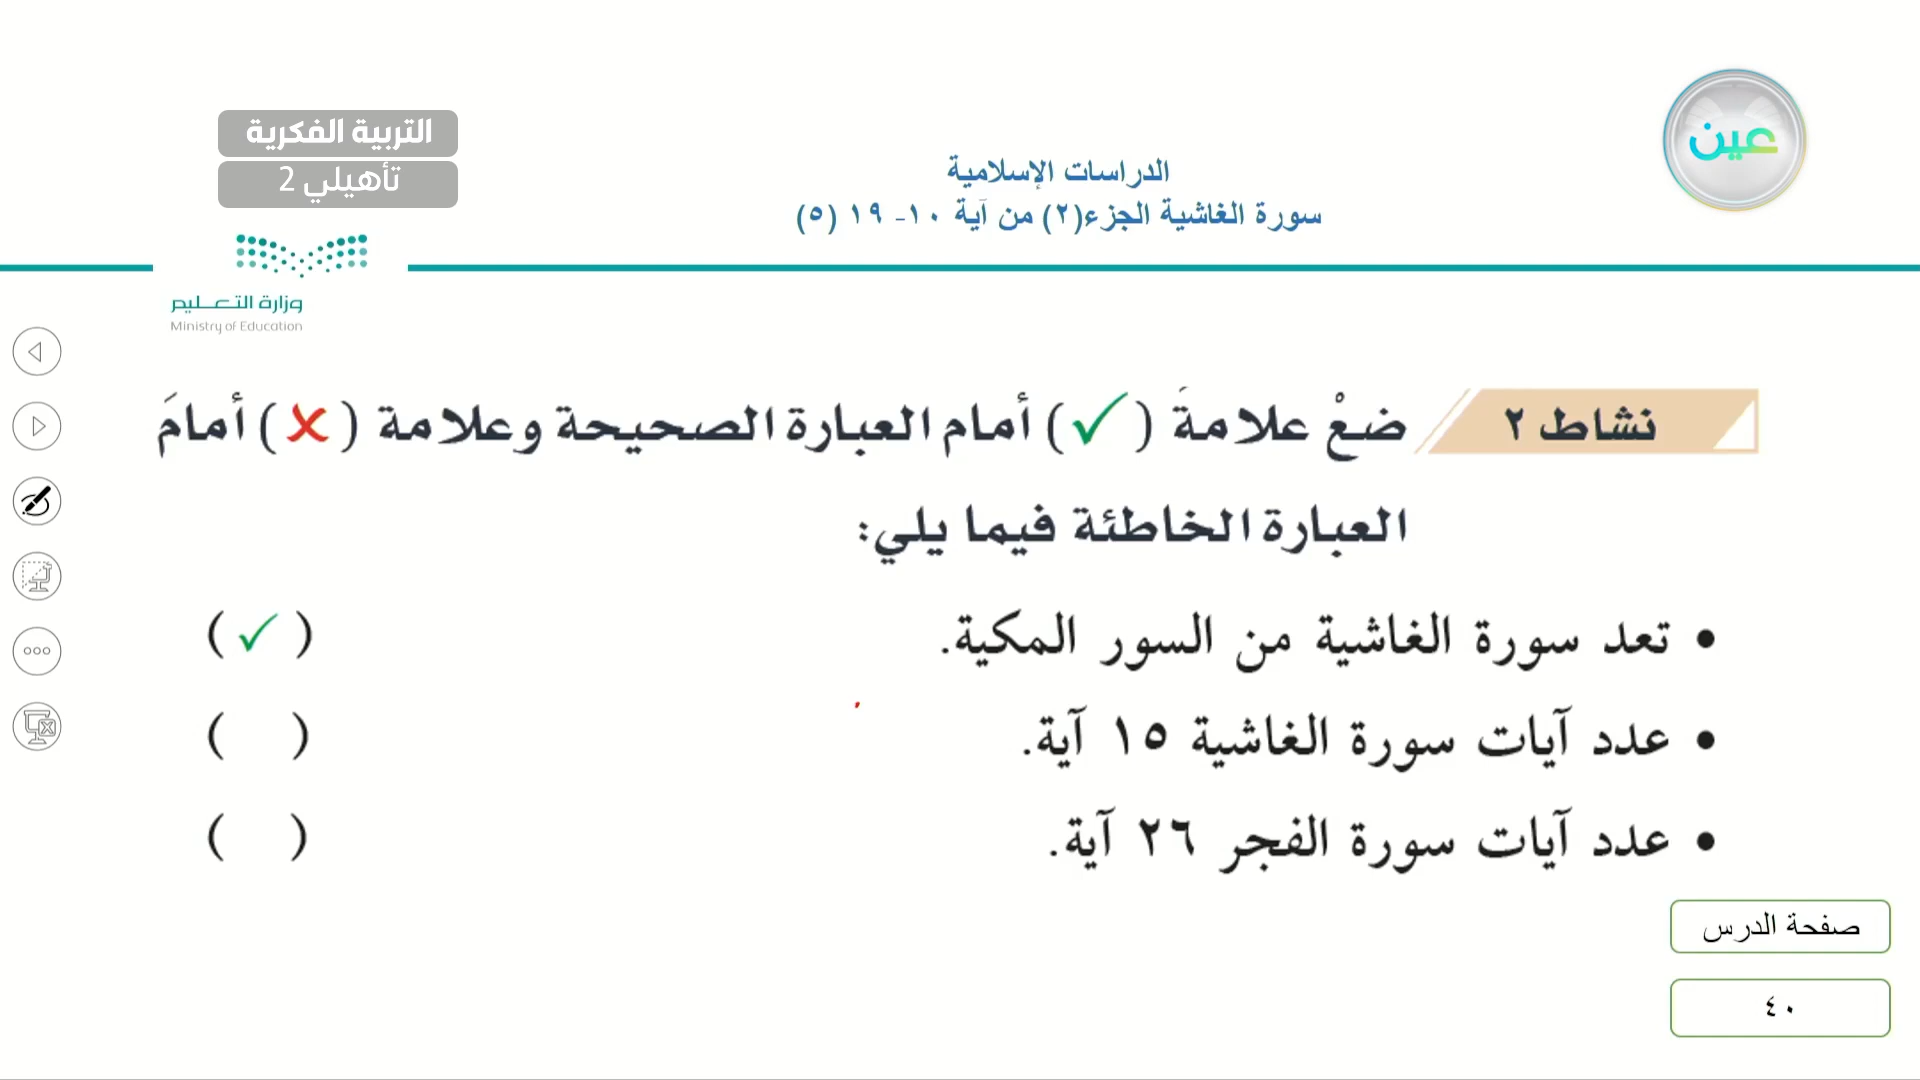 التربية الفكرية
تأهيلي 2
عين
الدراسات الإسلامية
سورة الغاشية الجزء(٢) من آية ١٠- ١٩ (٥)
وزارة التعليم
Ministry of Education
نشاط ٢ ضعْ علامةَ (✓) أمام العبارة الصحيحة وعلامة (✗) أمامَ
العبارة الخاطئة فيما يلي:
• تعد سورة الغاشية من السور المكية. (✓)
• عدد آيات سورة الغاشية ١٥ آية. ( )
• عدد آيات سورة الفجر ٢٦ آية. ( )
صفحة الدرس
٤٠